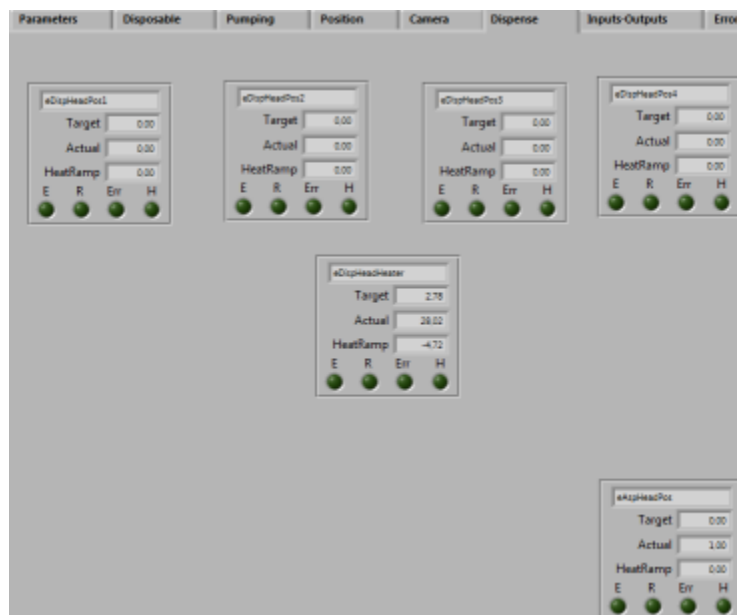 Parameters Disposable Pumping Position Camera Dispense Inputs-Outputs Error
eDispHeadPos1
Target 0.00
Actual 0.00
HeatRamp 0.00
E R Err H
eDispHeadPos2
Target 0.00
Actual 0.00
HeatRamp 0.00
E R Err H
eDispHeadPos3
Target 0.00
Actual 0.00
HeatRamp 0.00
E R Err H
eDispHeadPos4
Target 0.00
Actual 0.00
HeatRamp 0.00
E R Err H
eDispHeadHeater
Target 2.78
Actual 28.02
HeatRamp -4.72
E R Err H
eAspHeadPos
Target 0.00
Actual 1.00
HeatRamp 0.00
E R Err H